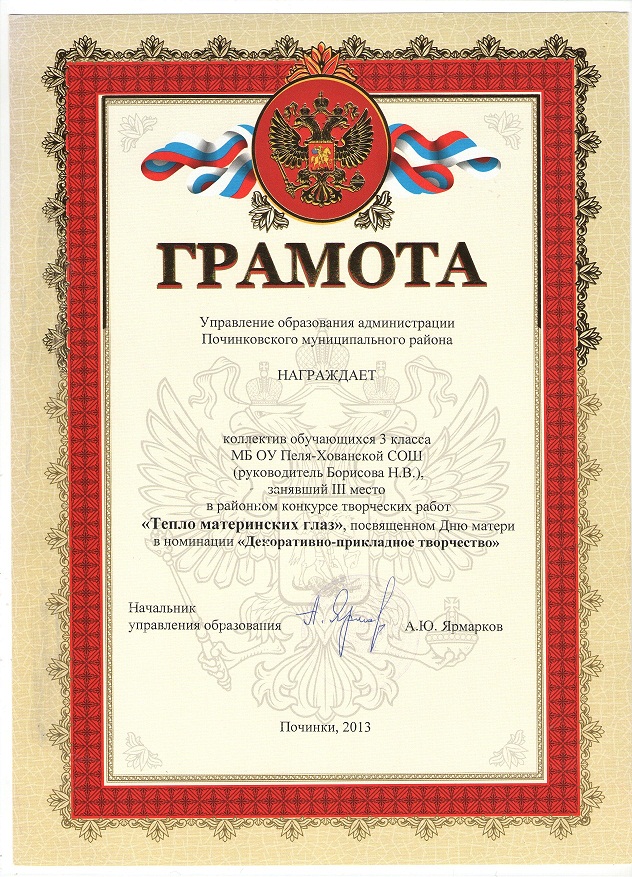 ГРАМОТА
Управление образования администрации
Починковского муниципального района
НАГРАЖДАЕТ
коллектив обучающихся 3 класса
МБ ОУ Пеля-Хованской СОШ
(руководитель Борисова Н.В.),
занявший III место
в районном конкурсе творческих работ
«Тепло материнских глаз», посвященном Дню матери
в номинации «Декоративно-прикладное творчество»
Начальник
управления образования А. Ярмар А.Ю. Ярмарков
Починки, 2013